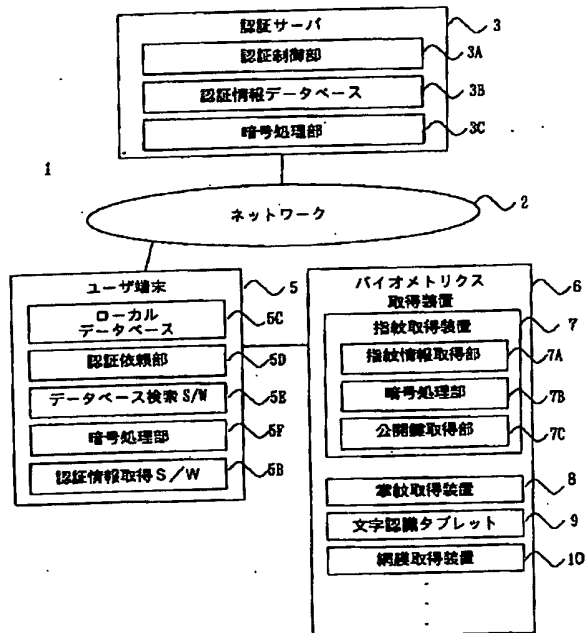 認証サーバ
3
認証制御部
3A
認証情報データベース
3B
暗号処理部
3C
1
ネットワーク
2
ユーザ端末
5
ローカル
データベース
5C
認証依頼部
5D
データベース検索S/W
5E
暗号処理部
5F
認証情報取得S/W
5B
バイオメトリクス
取得装置
6
指紋取得装置
7
指紋情報取得部
7A
暗号処理部
7B
公開鍵取得部
7C
掌紋取得装置
8
文字認識タブレット
9
網膜取得装置
10